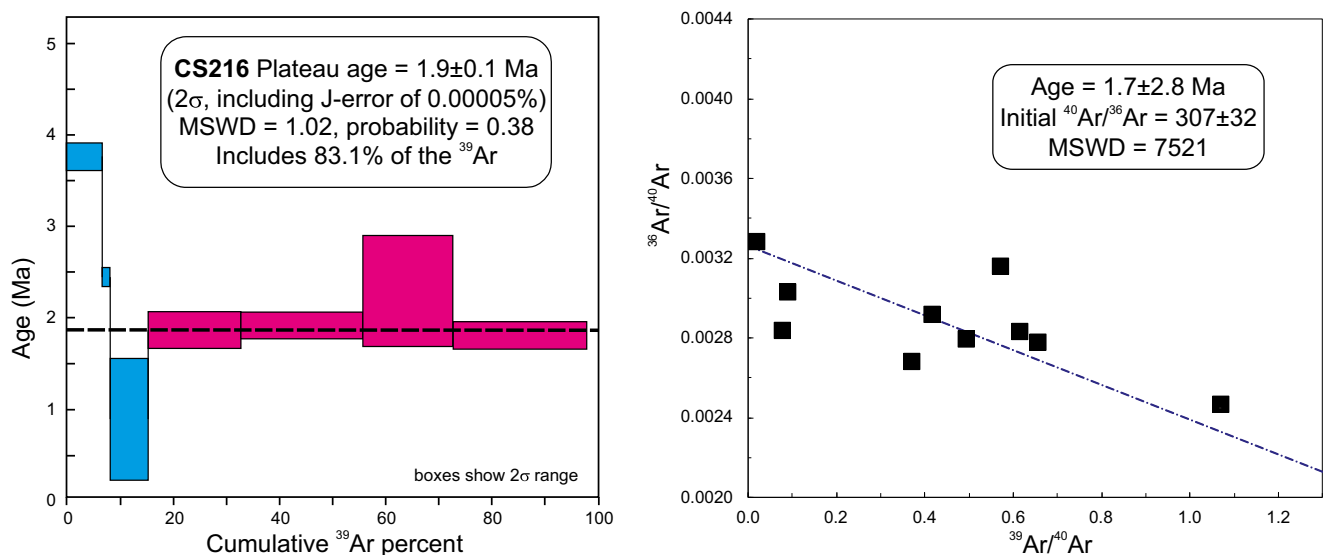 CS216 Plateau age = 1.9±0.1 Ma
(2σ, including J-error of 0.00005%)
MSWD = 1.02, probability = 0.38
Includes 83.1% of the ³⁹Ar
5
4
3
2
1
0
Age (Ma)
boxes show 2σ range
0 20 40 60 80 100
Cumulative ³⁹Ar percent
Age = 1.7±2.8 Ma
Initial ⁴⁰Ar/³⁶Ar = 307±32
MSWD = 7521
0.0044
0.0040
0.0036
0.0032
0.0028
0.0024
0.0020
³⁶Ar/⁴⁰Ar
0.0 0.2 0.4 0.6 0.8 1.0 1.2
³⁹Ar/⁴⁰Ar